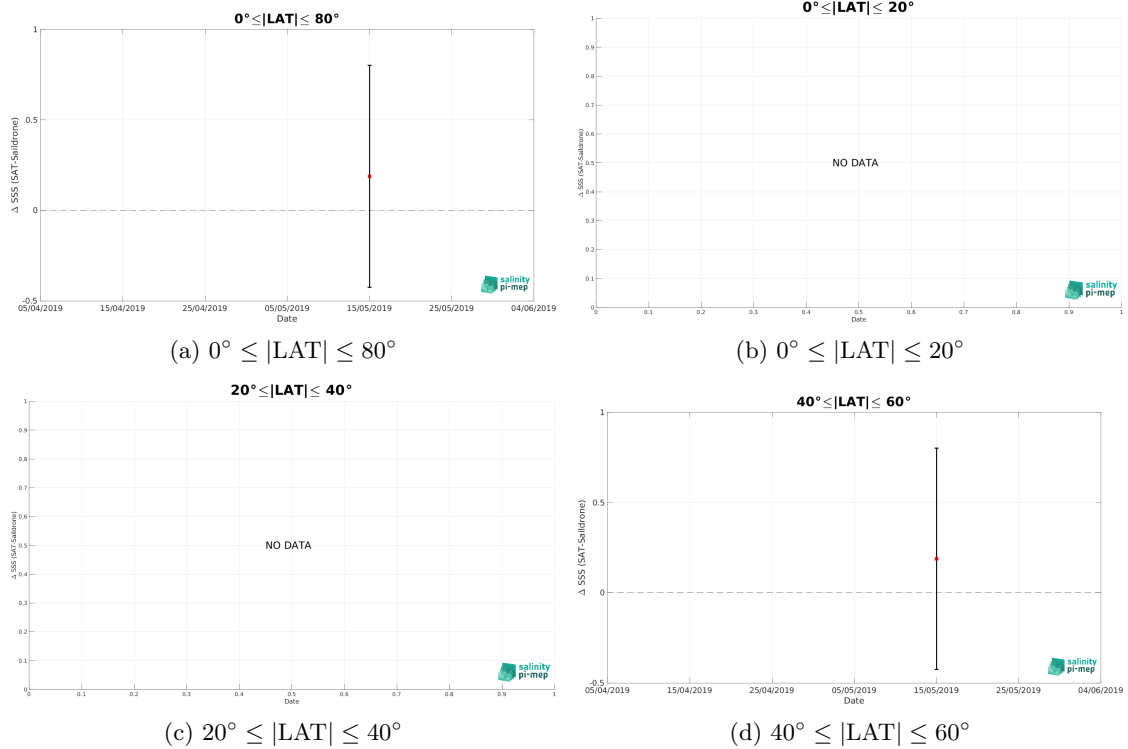 0°≤|LAT|≤ 80°
Δ SSS (SAT-Saildrone)
1
0.5
0
-0.5
05/04/2019 15/04/2019 25/04/2019 05/05/2019 15/05/2019 25/05/2019 04/06/2019
Date
salinity
pi-mep
(a) 0° ≤ |LAT| ≤ 80°
0°≤|LAT|≤ 20°
Δ SSS (SAT-Saildrone)
1
0.9
0.8
0.7
0.6
0.5
0.4
0.3
0.2
0.1
0
NO DATA
0 0.1 0.2 0.3 0.4 0.5 0.6 0.7 0.8 0.9 1
Date
salinity
pi-mep
(b) 0° ≤ |LAT| ≤ 20°
20°≤|LAT|≤ 40°
Δ SSS (SAT-Saildrone)
1
0.9
0.8
0.7
0.6
0.5
0.4
0.3
0.2
0.1
0
NO DATA
0 0.1 0.2 0.3 0.4 0.5 0.6 0.7 0.8 0.9 1
Date
salinity
pi-mep
(c) 20° ≤ |LAT| ≤ 40°
40°≤|LAT|≤ 60°
Δ SSS (SAT-Saildrone)
1
0.5
0
-0.5
05/04/2019 15/04/2019 25/04/2019 05/05/2019 15/05/2019 25/05/2019 04/06/2019
Date
salinity
pi-mep
(d) 40° ≤ |LAT| ≤ 60°